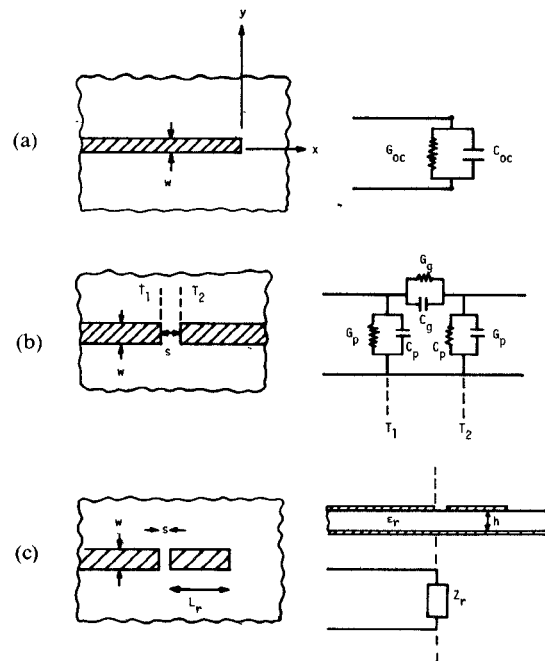 y
(a)
x
w
G_oc
C_oc
(b)
T_1
T_2
s
w
G_g
C_g
G_p
C_p
C_p
G_p
T_1
T_2
(c)
w
s
L_r
ε_r
h
Z_r